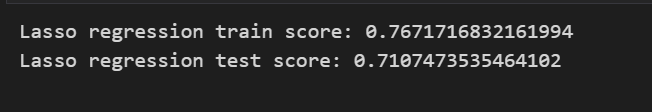 Lasso regression train score: 0.7671716832161994
Lasso regression test score: 0.7107473535464102